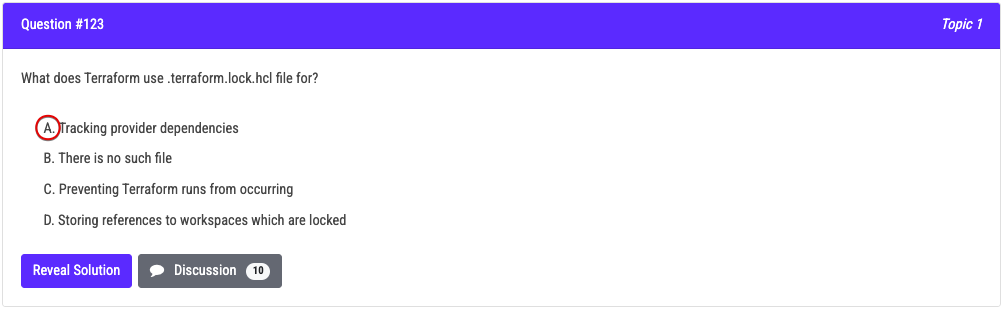 Question #123
Topic 1
What does Terraform use .terraform.lock.hcl file for?
A. Tracking provider dependencies
B. There is no such file
C. Preventing Terraform runs from occurring
D. Storing references to workspaces which are locked
Reveal Solution
Discussion 10